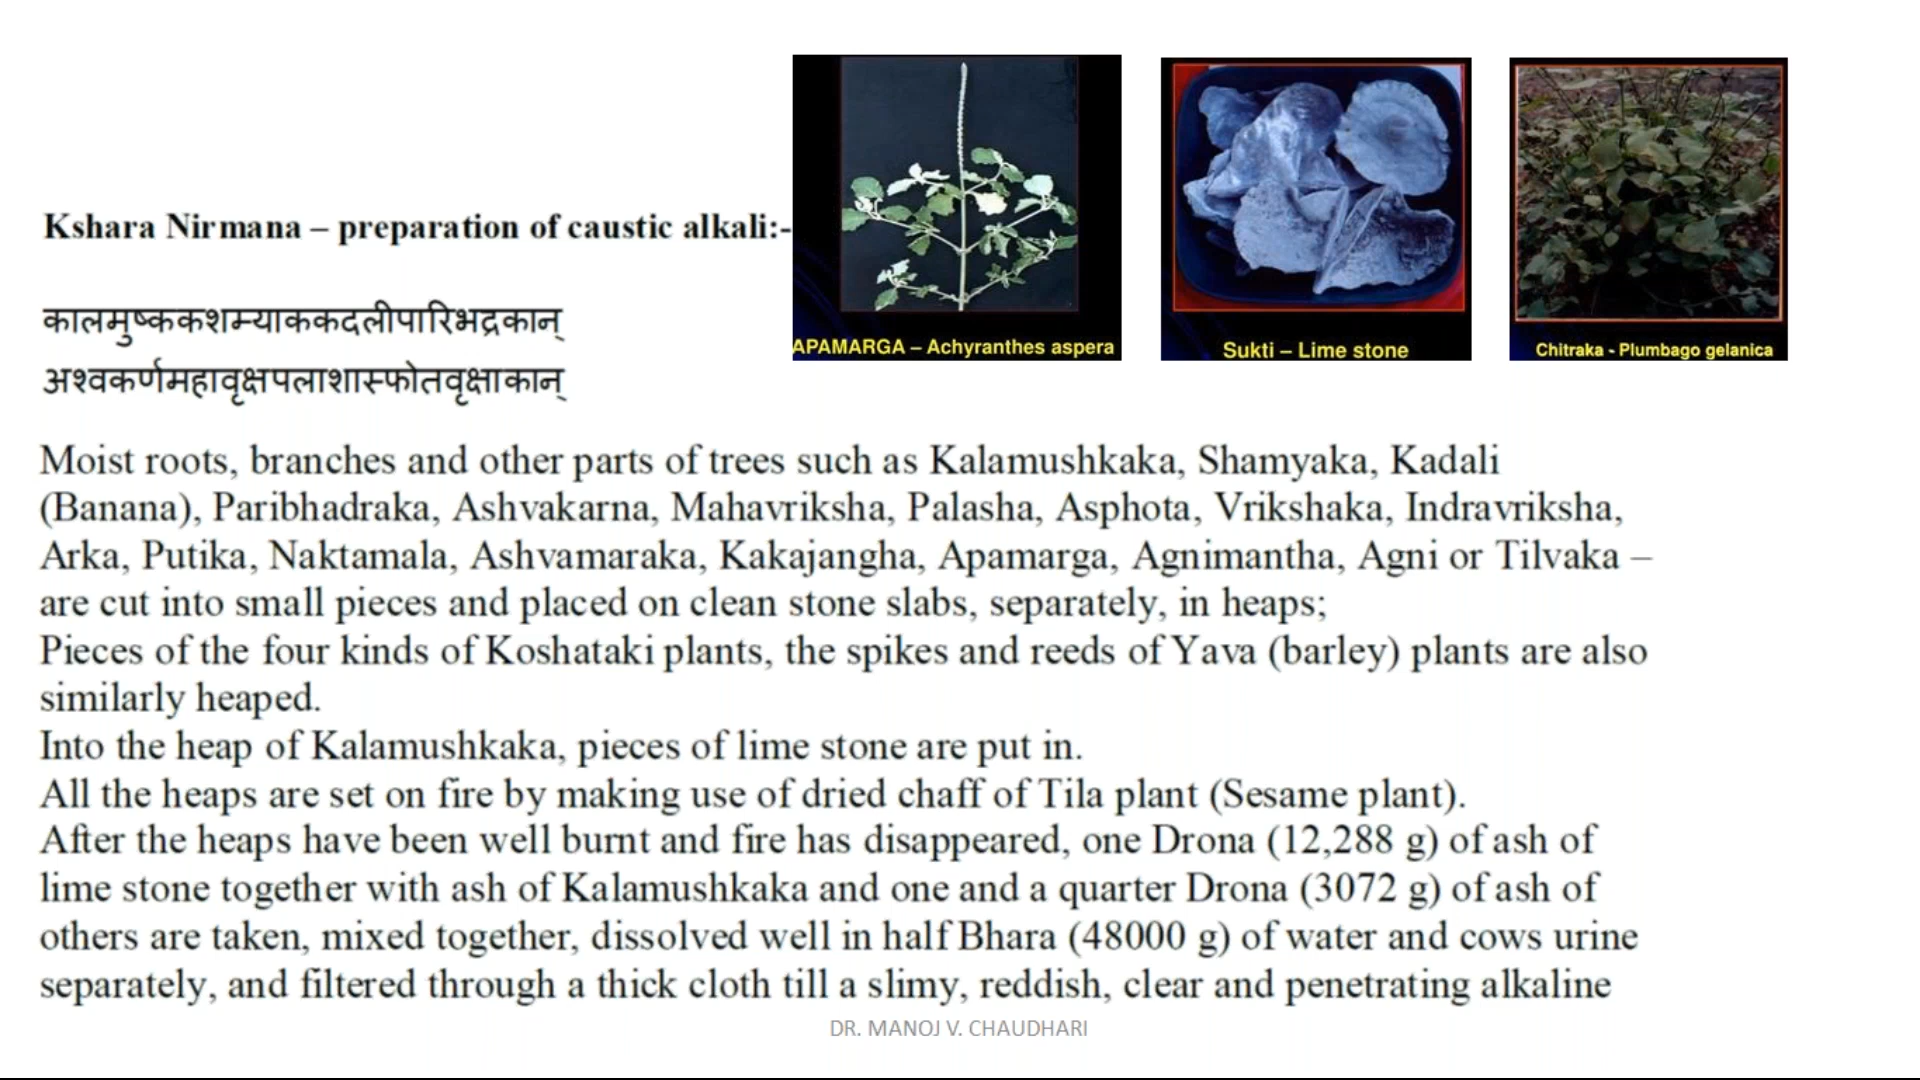 APAMARGA – Achyranthes aspera
Sukti – Lime stone
Chitraka - Plumbago gelanica
Kshara Nirmana – preparation of caustic alkali:-
कालमुष्ककशम्याककदलीपारिभद्रकान्
अश्वकर्णमहावृक्षपलाशास्फोतवृक्षाकान्
Moist roots, branches and other parts of trees such as Kalamushkaka, Shamyaka, Kadali
(Banana), Paribhadraka, Ashvakarna, Mahavriksha, Palasha, Asphota, Vrikshaka, Indravriksha,
Arka, Putika, Naktamala, Ashvamaraka, Kakajangha, Apamarga, Agnimantha, Agni or Tilvaka –
are cut into small pieces and placed on clean stone slabs, separately, in heaps;
Pieces of the four kinds of Koshataki plants, the spikes and reeds of Yava (barley) plants are also
similarly heaped.
Into the heap of Kalamushkaka, pieces of lime stone are put in.
All the heaps are set on fire by making use of dried chaff of Tila plant (Sesame plant).
After the heaps have been well burnt and fire has disappeared, one Drona (12,288 g) of ash of
lime stone together with ash of Kalamushkaka and one and a quarter Drona (3072 g) of ash of
others are taken, mixed together, dissolved well in half Bhara (48000 g) of water and cows urine
separately, and filtered through a thick cloth till a slimy, reddish, clear and penetrating alkaline
DR. MANOJ V. CHAUDHARI